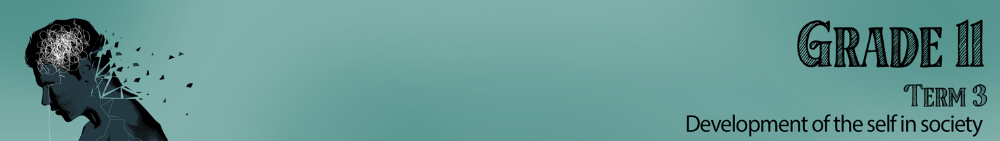 Grade 11
Term 3
Development of the self in society